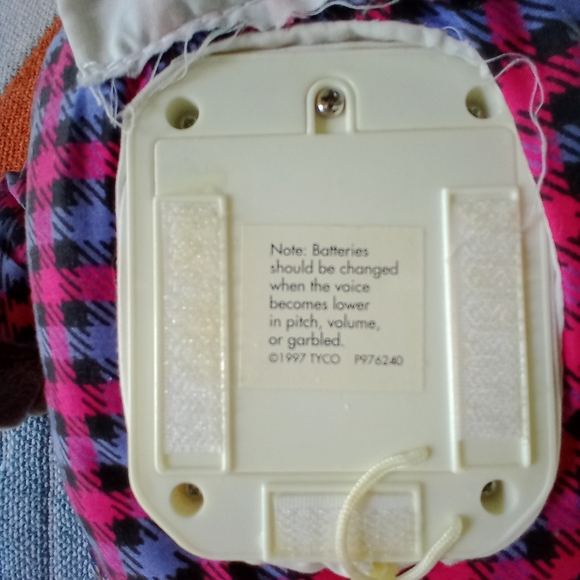 Note: Batteries
should be changed
when the voice
becomes lower
in pitch, volume,
or garbled.
©1997 TYCO P976240